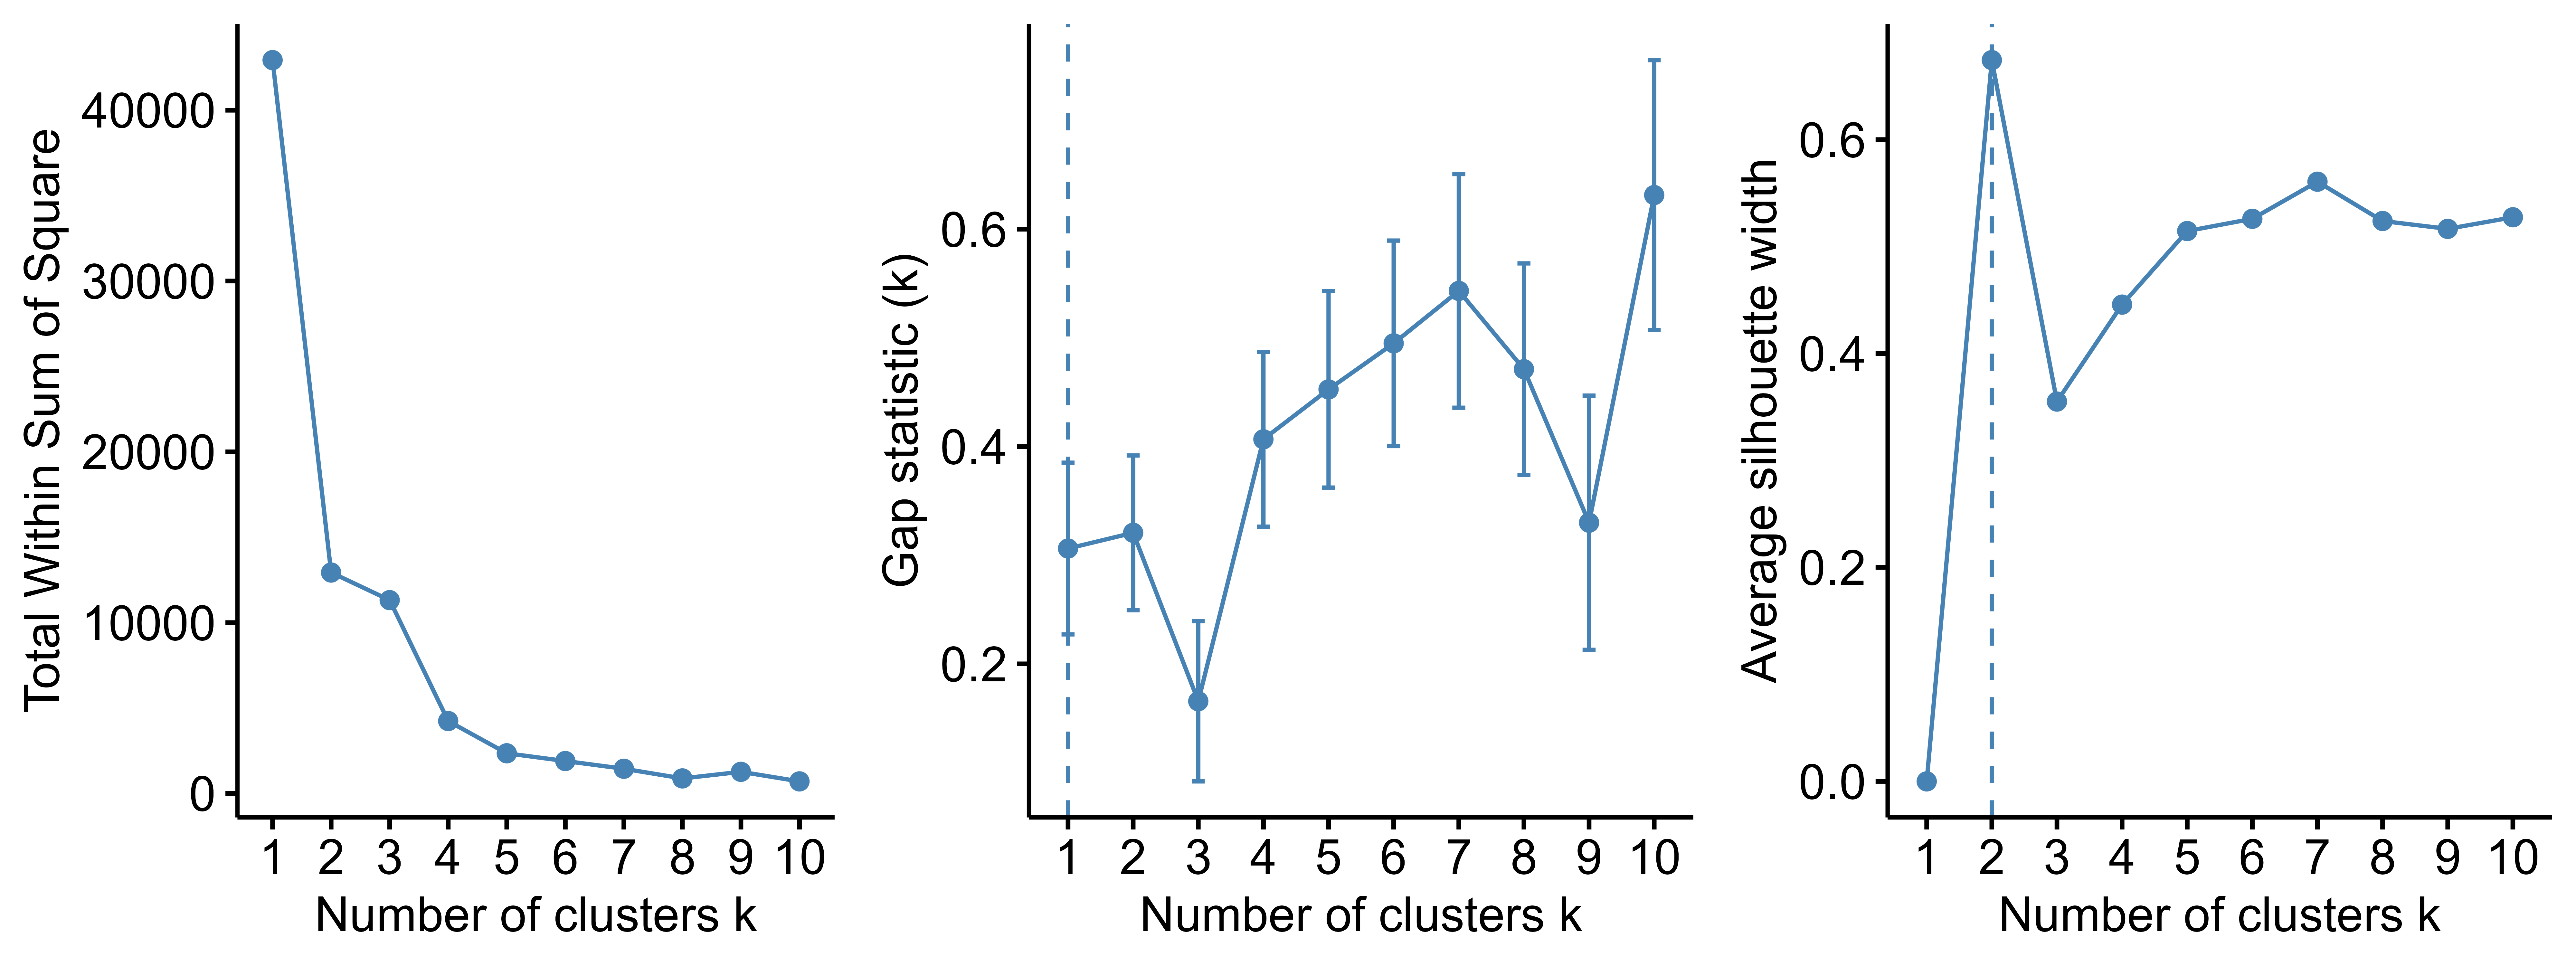 Total Within Sum of Square
40000
30000
20000
10000
0
1 2 3 4 5 6 7 8 9 10
Number of clusters k
Gap statistic (k)
0.6
0.4
0.2
1 2 3 4 5 6 7 8 9 10
Number of clusters k
Average silhouette width
0.6
0.4
0.2
0.0
1 2 3 4 5 6 7 8 9 10
Number of clusters k